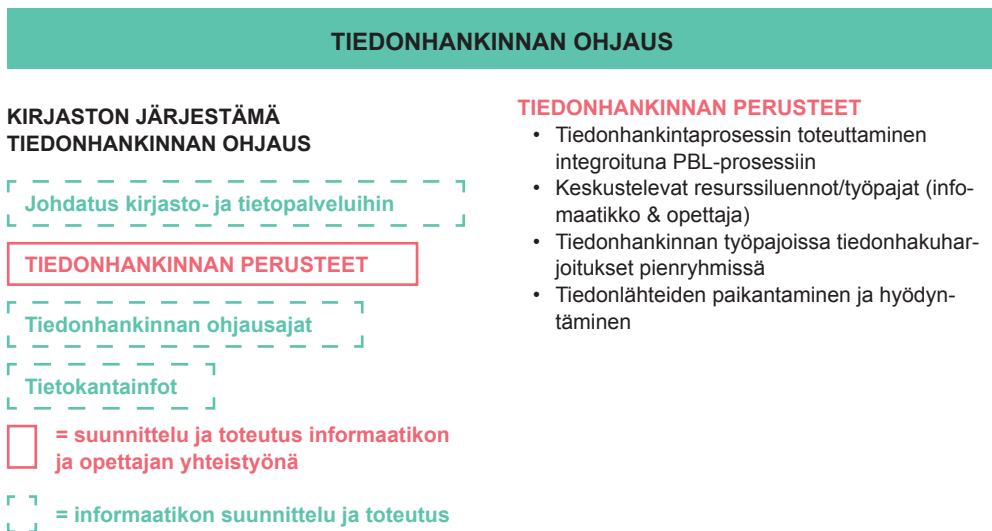 TIEDONHANKINNAN OHJAUS
KIRJASTON JÄRJESTÄMÄ
TIEDONHANKINNAN OHJAUS
Johdatus kirjasto- ja tietopalveluihin
TIEDONHANKINNAN PERUSTEET
Tiedonhankinnan ohjausajat
Tietokantainfot
= suunnittelu ja toteutus informaatikon
ja opettajan yhteistyönä
= informaatikon suunnittelu ja toteutus
TIEDONHANKINNAN PERUSTEET
• Tiedonhankintaprosessin toteuttaminen
integroituna PBL-prosessiin
• Keskustelevat resurssiluennot/työpajat (info-
maatikko & opettaja)
• Tiedonhankinnan työpajoissa tiedonhakuhar-
joitukset pienryhmissä
• Tiedonlähteiden paikantaminen ja hyödyn-
täminen